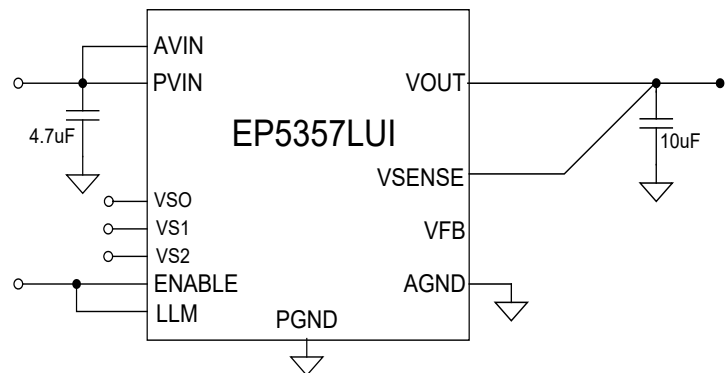 AVIN
PVIN
VOUT
4.7uF
EP5357LUI
10uF
VSENSE
VSO
VS1
VFB
VS2
ENABLE
AGND
LLM
PGND